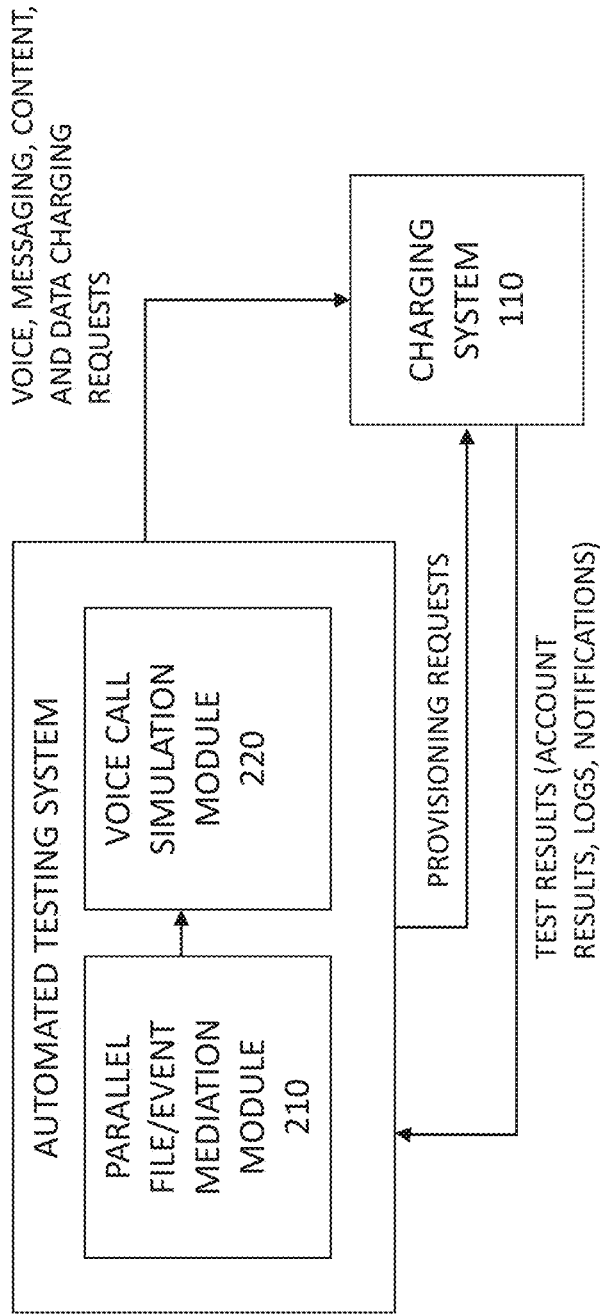 AUTOMATED TESTING SYSTEM
PARALLEL
FILE/EVENT
MEDIATION
MODULE
210
VOICE CALL
SIMULATION
MODULE
220
VOICE, MESSAGING, CONTENT,
AND DATA CHARGING
REQUESTS
CHARGING
SYSTEM
110
PROVISIONING REQUESTS
TEST RESULTS (ACCOUNT
RESULTS, LOGS, NOTIFICATIONS)